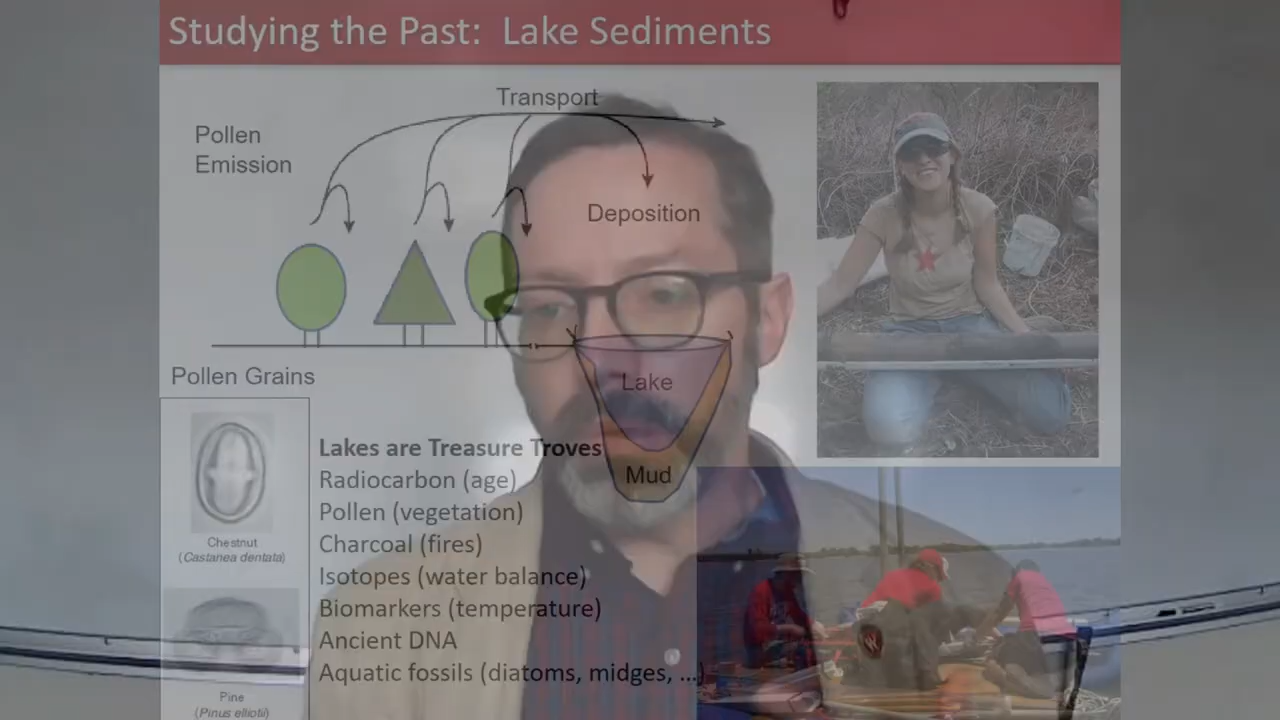 Studying the Past: Lake Sediments
Transport
Pollen
Emission
Deposition
Lake
Mud
Pollen Grains
Chestnut
(Castanea dentata)
Pine
(Pinus elliotii)
Lakes are Treasure Troves
Radiocarbon (age)
Pollen (vegetation)
Charcoal (fires)
Isotopes (water balance)
Biomarkers (temperature)
Ancient DNA
Aquatic fossils (diatoms, midges, ...)